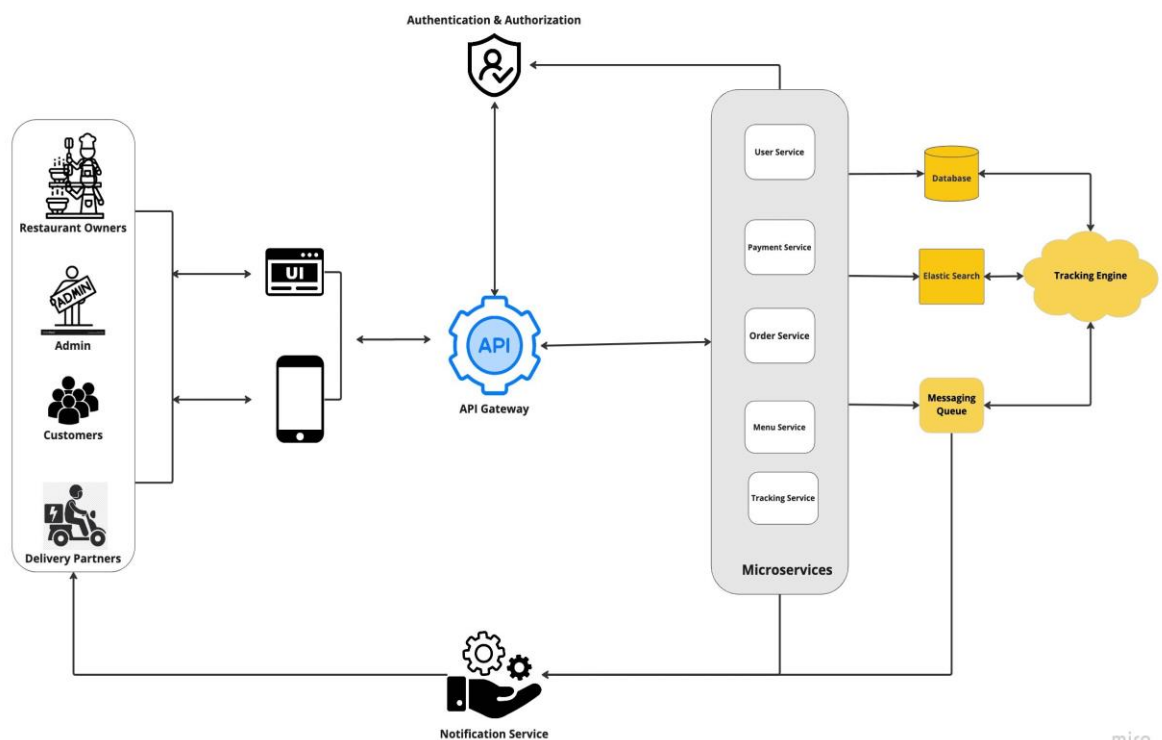 Authentication & Authorization
Restaurant Owners
ADMIN
Admin
Customers
Delivery Partners
UI
API
API Gateway
User Service
Payment Service
Order Service
Menu Service
Tracking Service
Microservices
Database
Elastic Search
Tracking Engine
Messaging
Queue
Notification Service
miro